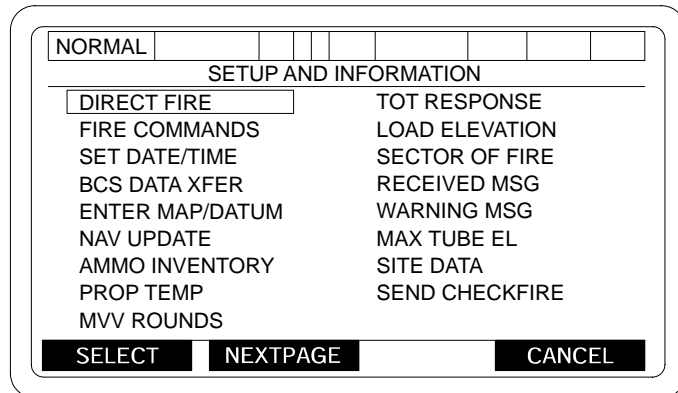 NORMAL
SETUP AND INFORMATION
DIRECT FIRE
FIRE COMMANDS
SET DATE/TIME
BCS DATA XFER
ENTER MAP/DATUM
NAV UPDATE
AMMO INVENTORY
PROP TEMP
MVV ROUNDS
TOT RESPONSE
LOAD ELEVATION
SECTOR OF FIRE
RECEIVED MSG
WARNING MSG
MAX TUBE EL
SITE DATA
SEND CHECKFIRE
SELECT NEXTPAGE CANCEL